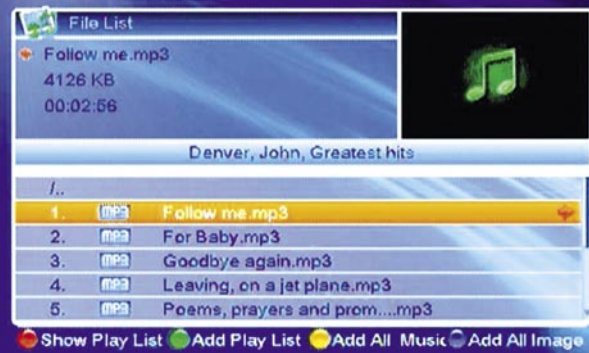 File List
Follow me.mp3
4126 KB
00:02:56
Denver, John, Greatest hits
/..
1. MP3 Follow me.mp3
2. MP3 For Baby.mp3
3. MP3 Goodbye again.mp3
4. MP3 Leaving, on a jet plane.mp3
5. MP3 Poems, prayers and prom....mp3
Show Play List Add Play List Add All Music Add All Image